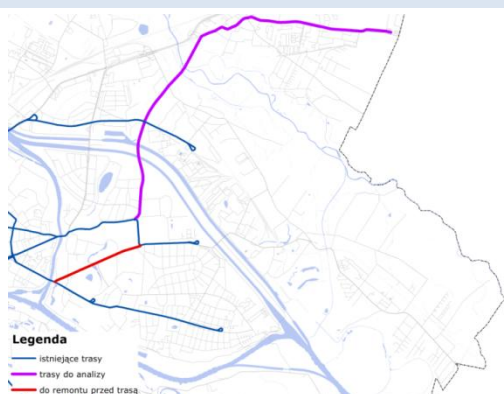 Legenda
istniejące trasy
trasy do analizy
do remontu przed trasą